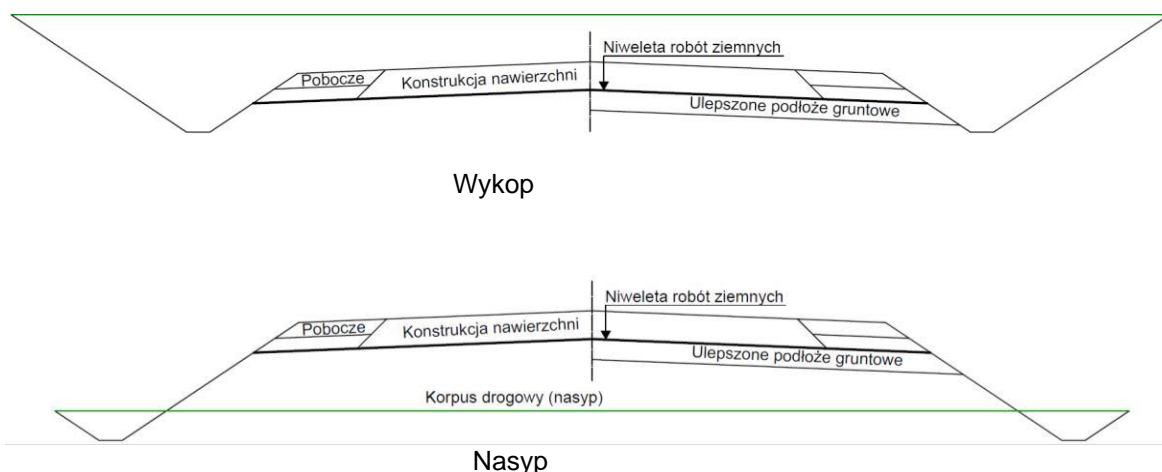 Niweleta robót ziemnych
Pobocze
Konstrukcja nawierzchni
Ulepszone podłoże gruntowe
Wykop
Niweleta robót ziemnych
Pobocze
Konstrukcja nawierzchni
Ulepszone podłoże gruntowe
Korpus drogowy (nasyp)
Nasyp